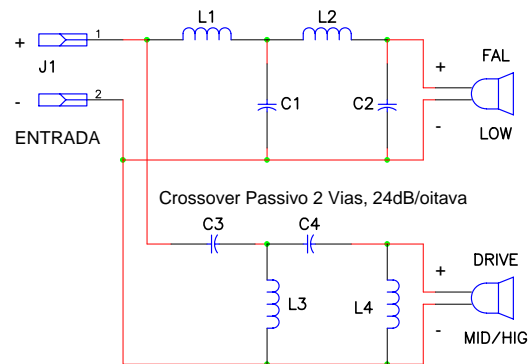 L1
L2
+
1
J1
-
2
ENTRADA
C1
C2
+
FAL
-
LOW
Crossover Passivo 2 Vias, 24dB/oitava
C3
C4
L3
L4
+
DRIVE
-
MID/HIG